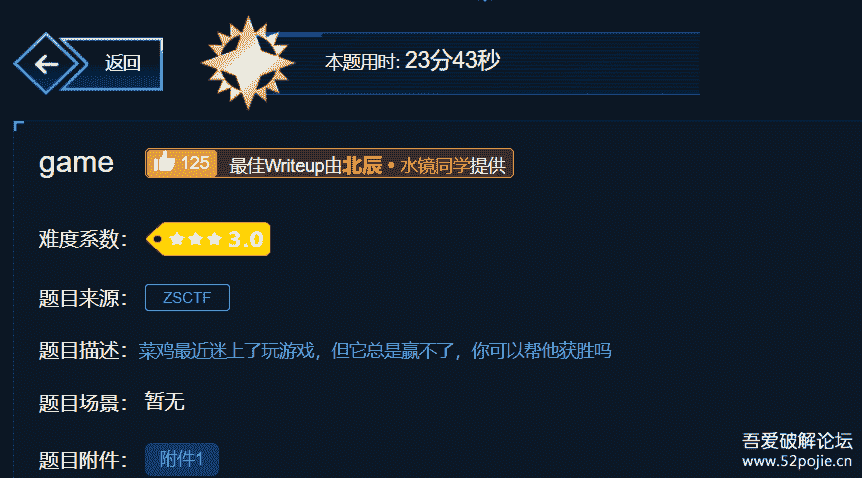 返回
本题用时: 23分43秒
game
125 最佳Writeup由北辰•水镜同学提供
难度系数： 3.0
题目来源： ZSCTF
题目描述： 菜鸡最近迷上了玩游戏，但它总是赢不了，你可以帮他获胜吗
题目场景： 暂无
题目附件： 附件1
吾爱破解论坛
www.52pojie.cn